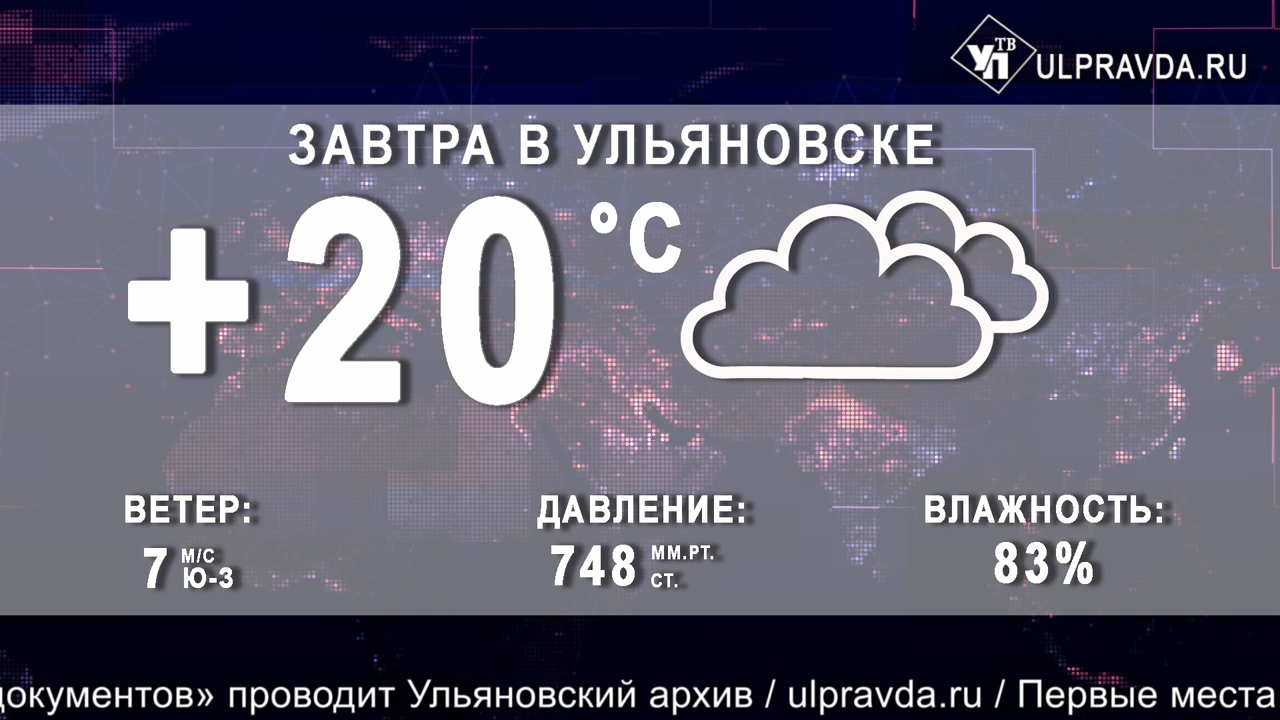 УП ТВ ULPRAVDA.RU
ЗАВТРА В УЛЬЯНОВСКЕ
+20 °C
ВЕТЕР: ДАВЛЕНИЕ: ВЛАЖНОСТЬ:
7 М/С Ю-З 748 ММ.РТ. СТ. 83%
документов» проводит Ульяновский архив / ulpravda.ru / Первые места